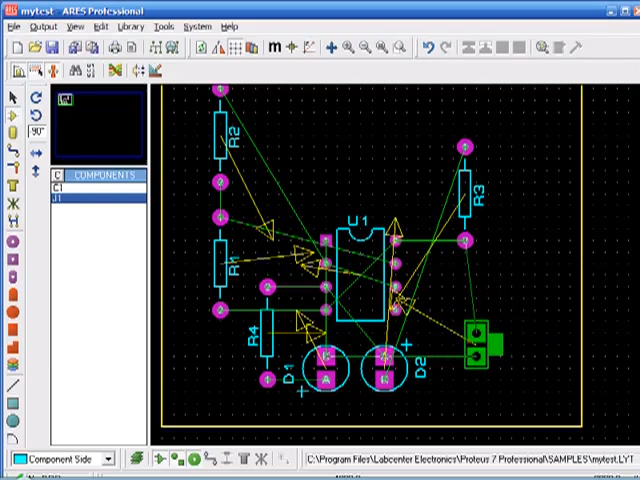 mytest - ARES Professional
File Output View Edit Library Tools System Help
m
90°
C COMPONENTS
C1
J1
R2
R3
U1
R1
R4
D1
D2
A
K
Component Side
C:\Program Files\Labcenter Electronics\Proteus 7 Professional\SAMPLES\mytest.LYT